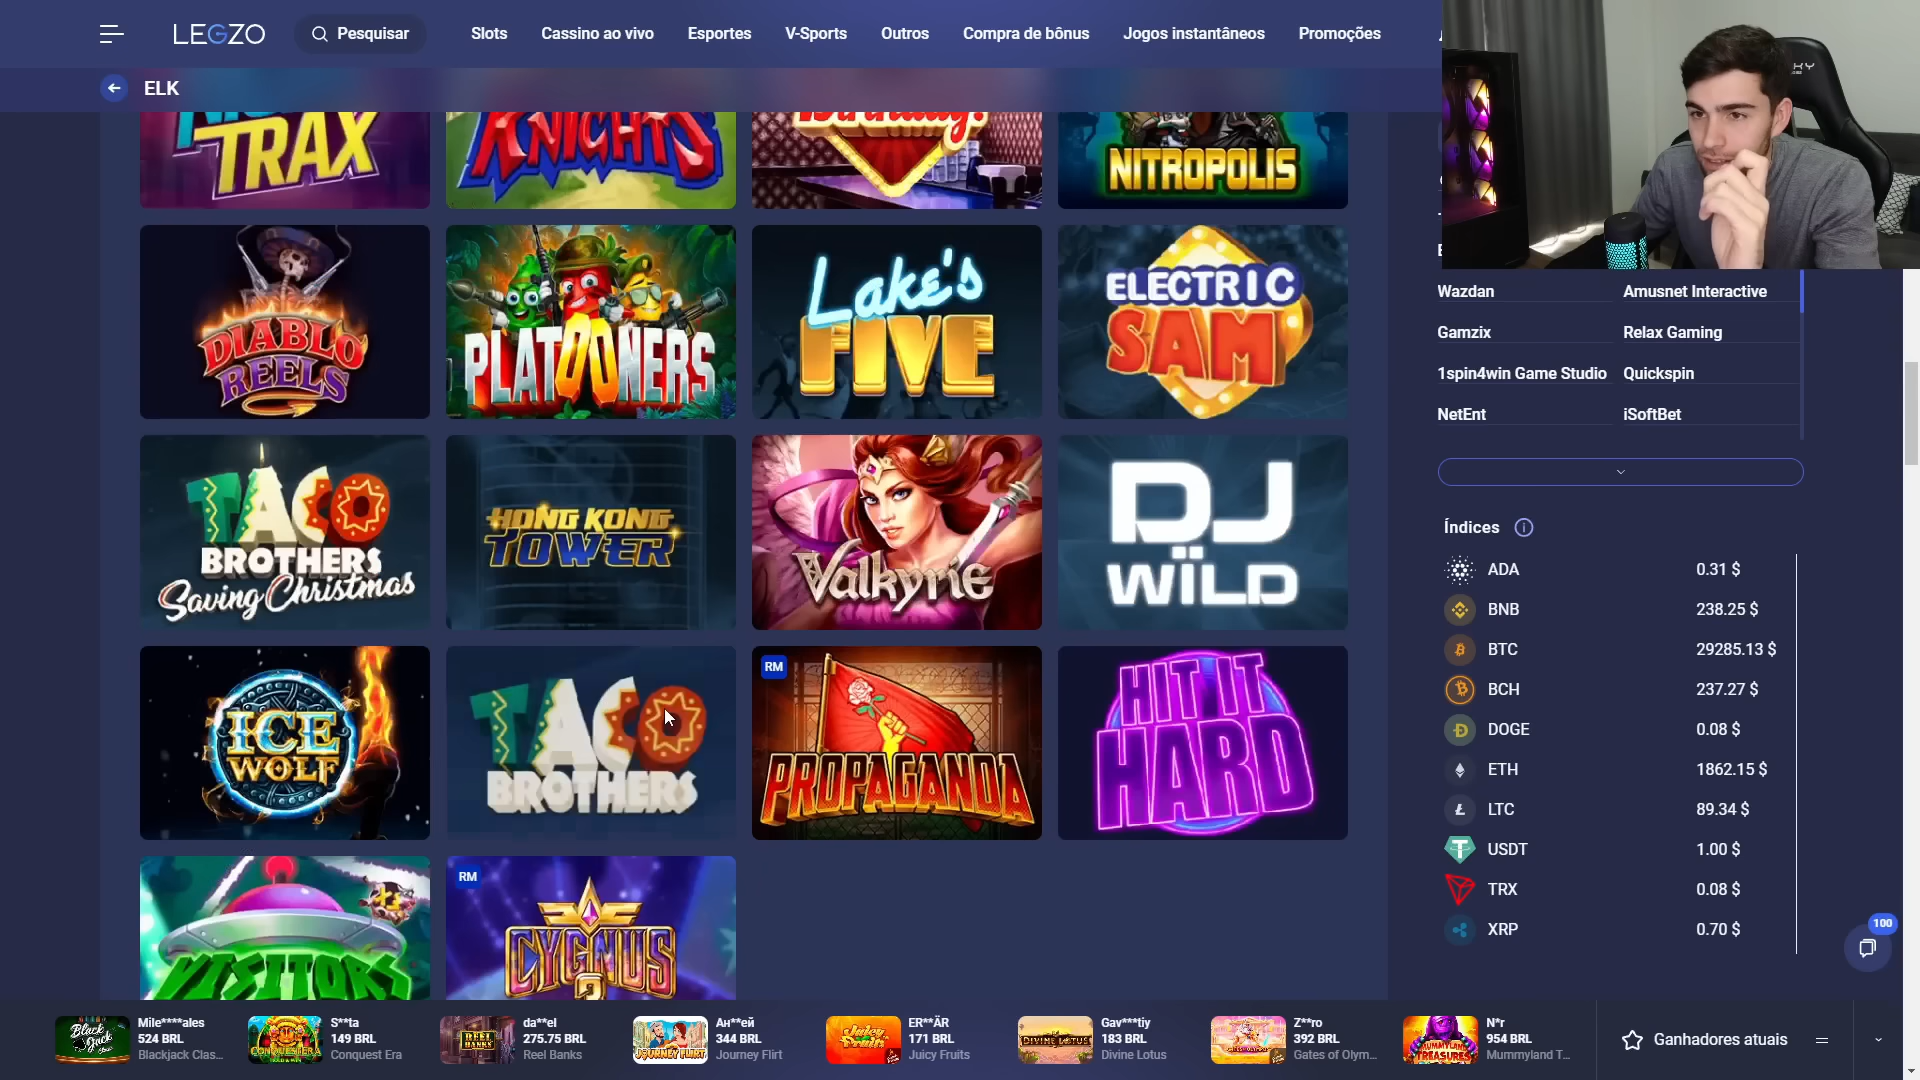 LEGZO
Pesquisar
Slots
Cassino ao vivo
Esportes
V-Sports
Outros
Compra de bônus
Jogos instantâneos
Promoções
ELK
TRAX
KNIGHTS
NITROPOLIS
DIABLO
REELS
PLATOONERS
Lake's
FIVE
ELECTRIC
SAM
TACO
BROTHERS
Saving Christmas
HONG KONG
TOWER
Valkyrie
DJ
WÏLD
ICE
WOLF
TACO
BROTHERS
RM
PROPAGANDA
HIT IT
HARD
VISITORS
RM
CYGNUS
2
Wazdan
Amusnet Interactive
Gamzix
Relax Gaming
1spin4win Game Studio
Quickspin
NetEnt
iSoftBet
Índices
ADA 0.31 $
BNB 238.25 $
BTC 29285.13 $
BCH 237.27 $
DOGE 0.08 $
ETH 1862.15 $
LTC 89.34 $
USDT 1.00 $
TRX 0.08 $
XRP 0.70 $
100
Mile****ales
524 BRL
Blackjack Clas...
S**ta
149 BRL
Conquest Era
da**el
275.75 BRL
Reel Banks
Ан**ей
344 BRL
Journey Flirt
ER**ÄR
171 BRL
Juicy Fruits
Gav***tiy
183 BRL
Divine Lotus
Z**ro
392 BRL
Gates of Olym...
N*r
954 BRL
Mummyland T...
Ganhadores atuais